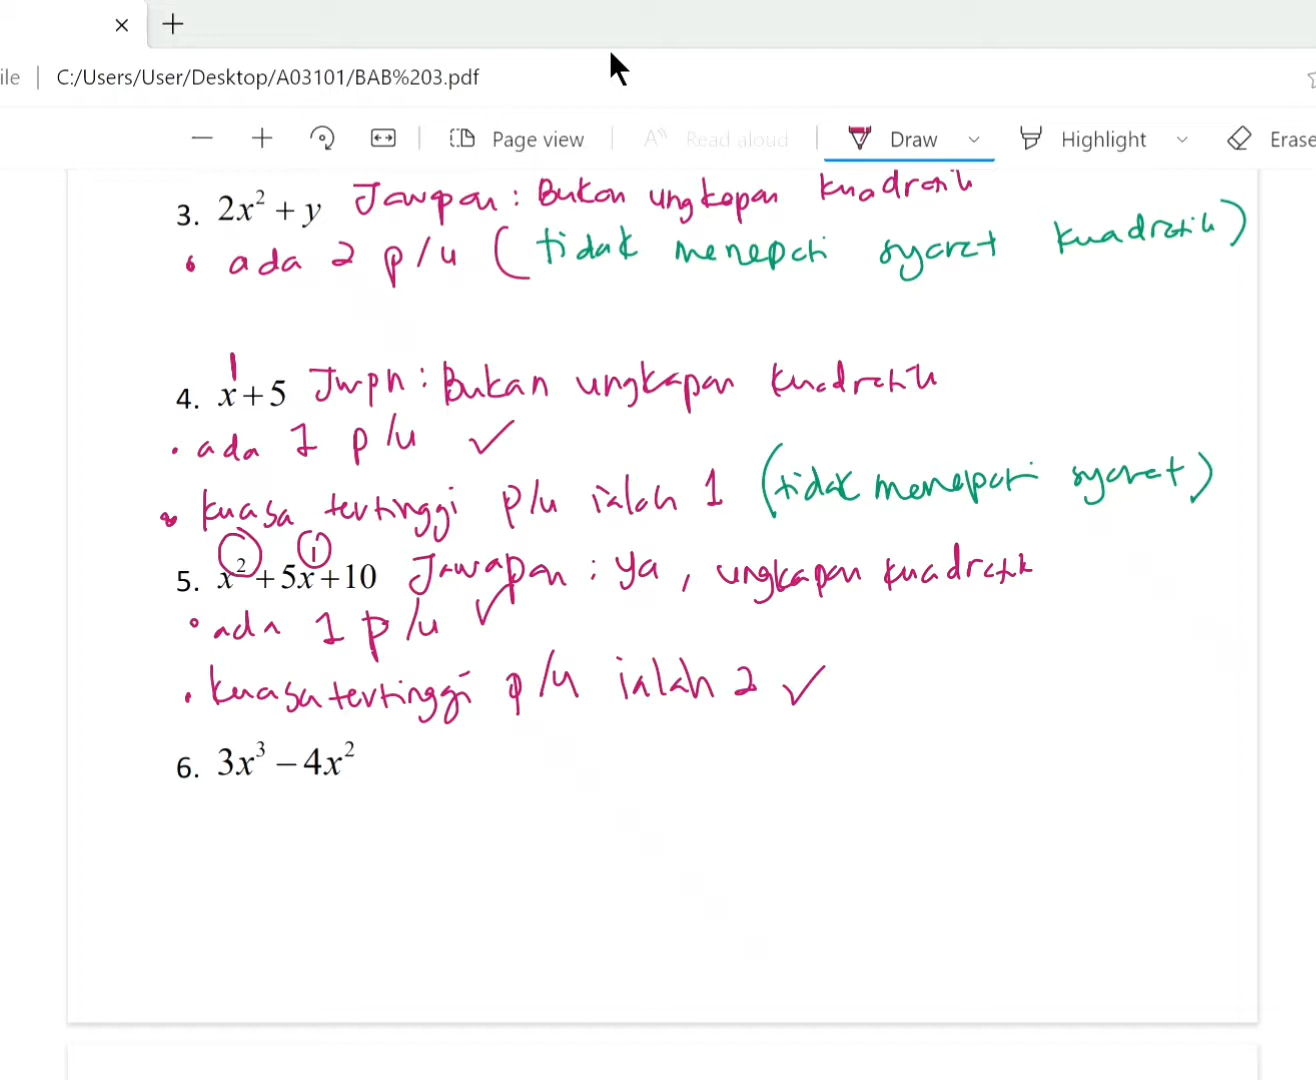 ile | C:/Users/User/Desktop/A03101/BAB%203.pdf
Page view Read aloud Draw Highlight Erase
3. 2x² + y Jawpan : Bukan ungkapan kuadratik
• ada 2 p/u (tidak menepati syarat kuadratik)
4. x¹+5 Jwpn : Bukan ungkapan kuadratik
• ada 1 p/u ✓
• kuasa tertinggi p/u ialah 1 (tidak menepati syarat)
5. x²+5x+10 Jawapan : Ya, ungkapan kuadratik
1
• ada 1 p/u ✓
• kuasa tertinggi p/u ialah 2 ✓
6. 3x³ – 4x²